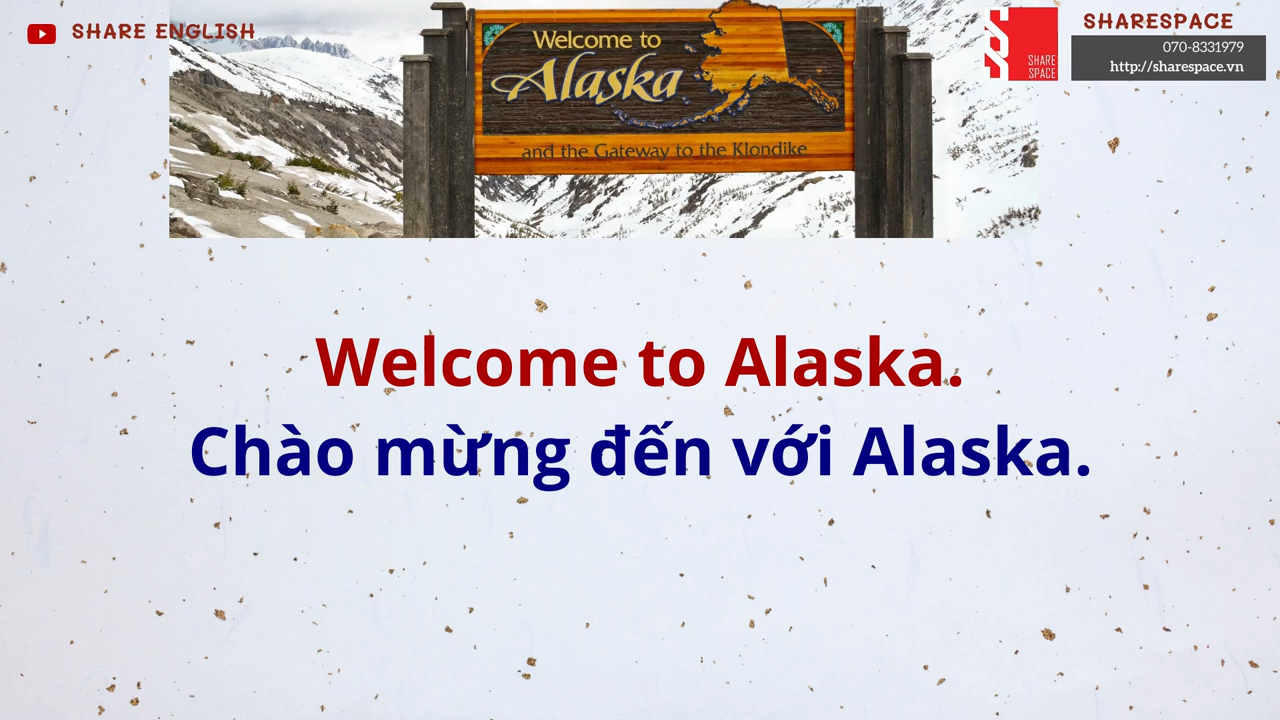 SHARE ENGLISH
SHARESPACE
070-8331979
http://sharespace.vn
SHARE
SPACE
Welcome to
Alaska
and the Gateway to the Klondike
Welcome to Alaska.
Chào mừng đến với Alaska.